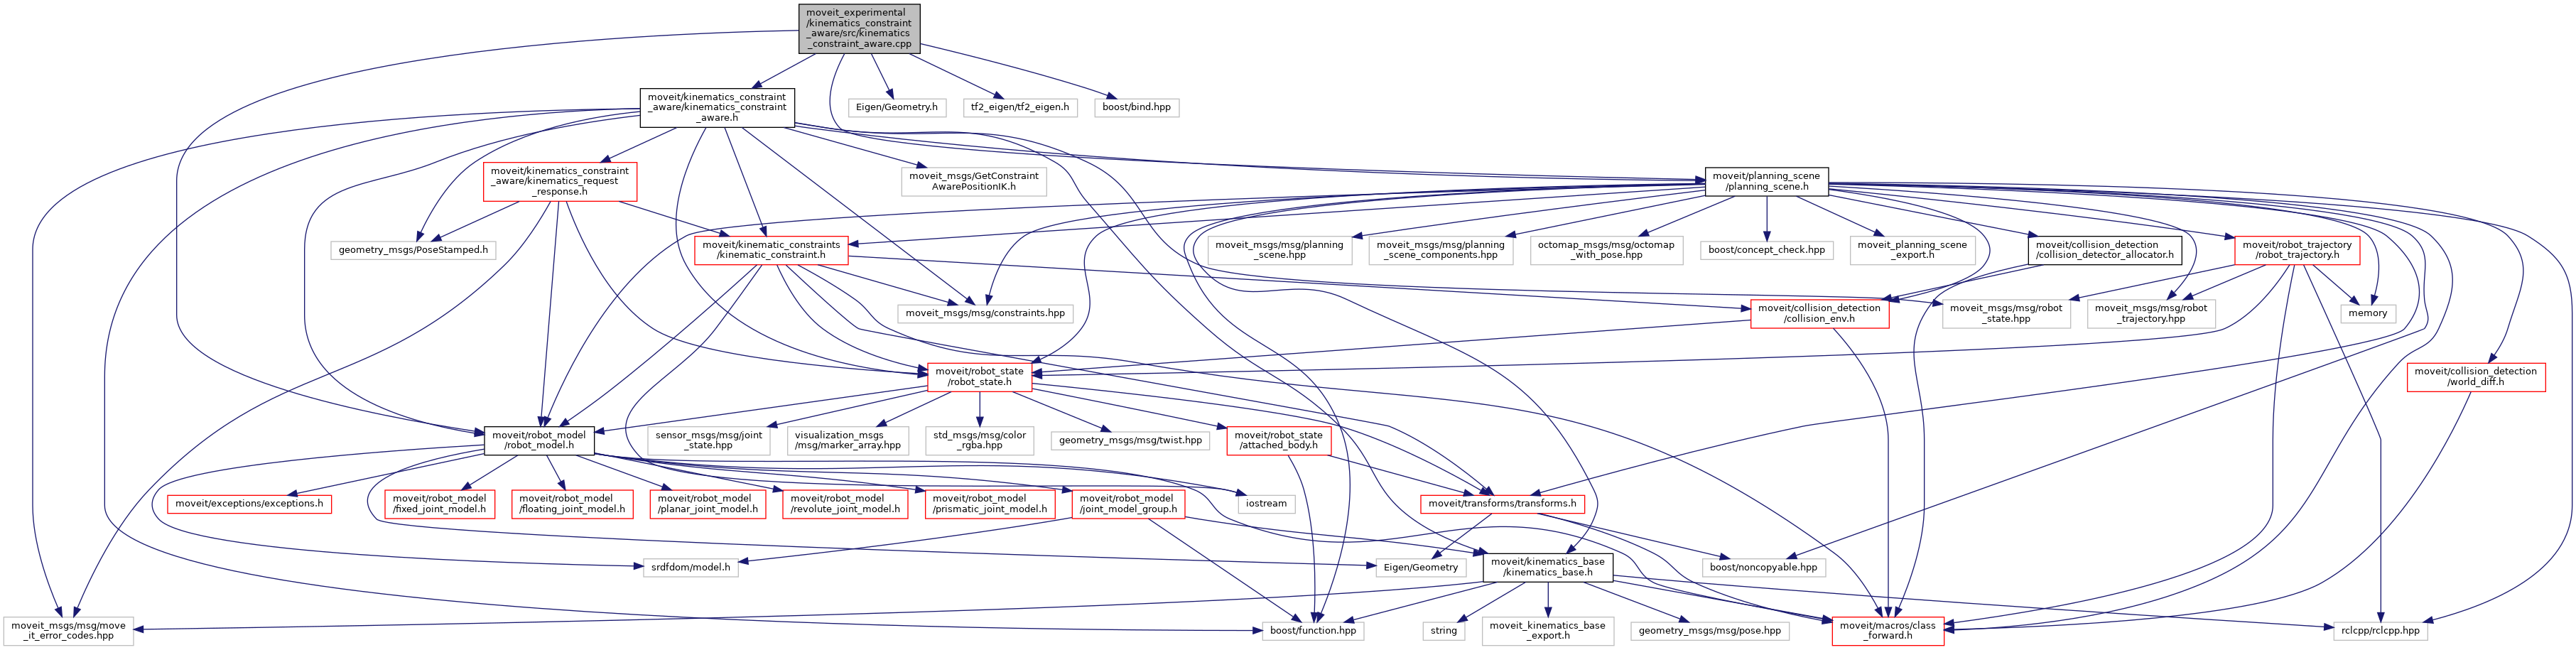 moveit_experimental
/kinematics_constraint
_aware/src/kinematics
_constraint_aware.cpp
moveit/kinematics_constraint
_aware/kinematics_constraint
_aware.h
Eigen/Geometry.h
tf2_eigen/tf2_eigen.h
boost/bind.hpp
moveit/kinematics_constraint
_aware/kinematics_request
_response.h
moveit_msgs/GetConstraint
AwarePositionIK.h
moveit/planning_scene
/planning_scene.h
geometry_msgs/PoseStamped.h
moveit/kinematic_constraints
/kinematic_constraint.h
moveit_msgs/msg/planning
_scene.hpp
moveit_msgs/msg/planning
_scene_components.hpp
octomap_msgs/msg/octomap
_with_pose.hpp
boost/concept_check.hpp
moveit_planning_scene
_export.h
moveit/collision_detection
/collision_detector_allocator.h
moveit/robot_trajectory
/robot_trajectory.h
moveit_msgs/msg/constraints.hpp
moveit/collision_detection
/collision_env.h
moveit_msgs/msg/robot
_state.hpp
moveit_msgs/msg/robot
_trajectory.hpp
memory
moveit/robot_state
/robot_state.h
moveit/collision_detection
/world_diff.h
moveit/robot_model
/robot_model.h
sensor_msgs/msg/joint
_state.hpp
visualization_msgs
/msg/marker_array.hpp
std_msgs/msg/color
_rgba.hpp
geometry_msgs/msg/twist.hpp
moveit/robot_state
/attached_body.h
moveit/exceptions/exceptions.h
moveit/robot_model
/fixed_joint_model.h
moveit/robot_model
/floating_joint_model.h
moveit/robot_model
/planar_joint_model.h
moveit/robot_model
/revolute_joint_model.h
moveit/robot_model
/prismatic_joint_model.h
moveit/robot_model
/joint_model_group.h
iostream
moveit/transforms/transforms.h
srdfdom/model.h
Eigen/Geometry
moveit/kinematics_base
/kinematics_base.h
boost/noncopyable.hpp
moveit_msgs/msg/move
_it_error_codes.hpp
boost/function.hpp
string
moveit_kinematics_base
_export.h
geometry_msgs/msg/pose.hpp
moveit/macros/class
_forward.h
rclcpp/rclcpp.hpp